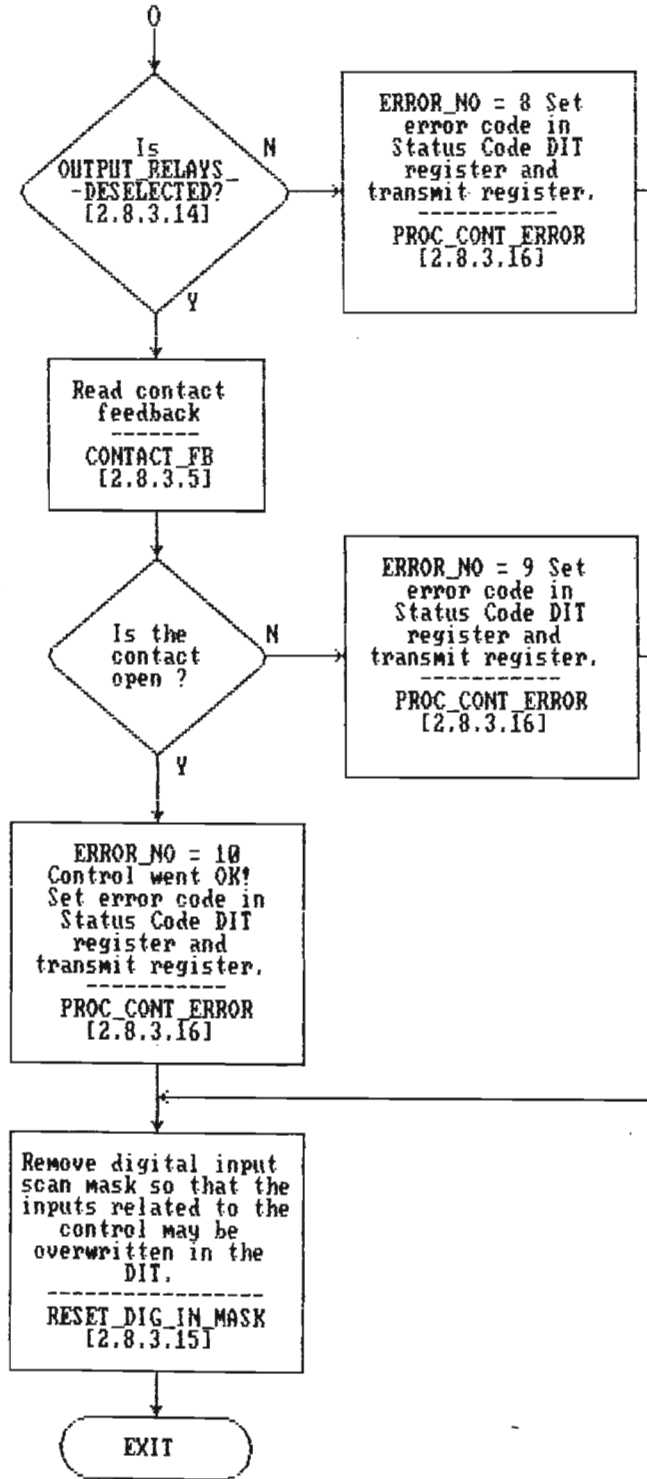 O
Is
OUTPUT_RELAYS_
-DESELECTED?
[2.8.3.14]
N
Y
ERROR_NO = 8 Set
error code in
Status Code DIT
register and
transmit register.
-----------
PROC_CONT_ERROR
[2.8.3.16]
Read contact
feedback
-------
CONTACT_FB
[2.8.3.5]
Is the
contact
open ?
N
Y
ERROR_NO = 9 Set
error code in
Status Code DIT
register and
transmit register.
-----------
PROC_CONT_ERROR
[2.8.3.16]
ERROR_NO = 10
Control went OK!
Set error code in
Status Code DIT
register and
transmit register.
-----------
PROC_CONT_ERROR
[2.8.3.16]
Remove digital input
scan mask so that the
inputs related to the
control may be
overwritten in the
DIT.
-------------------
RESET_DIG_IN_MASK
[2.8.3.15]
EXIT